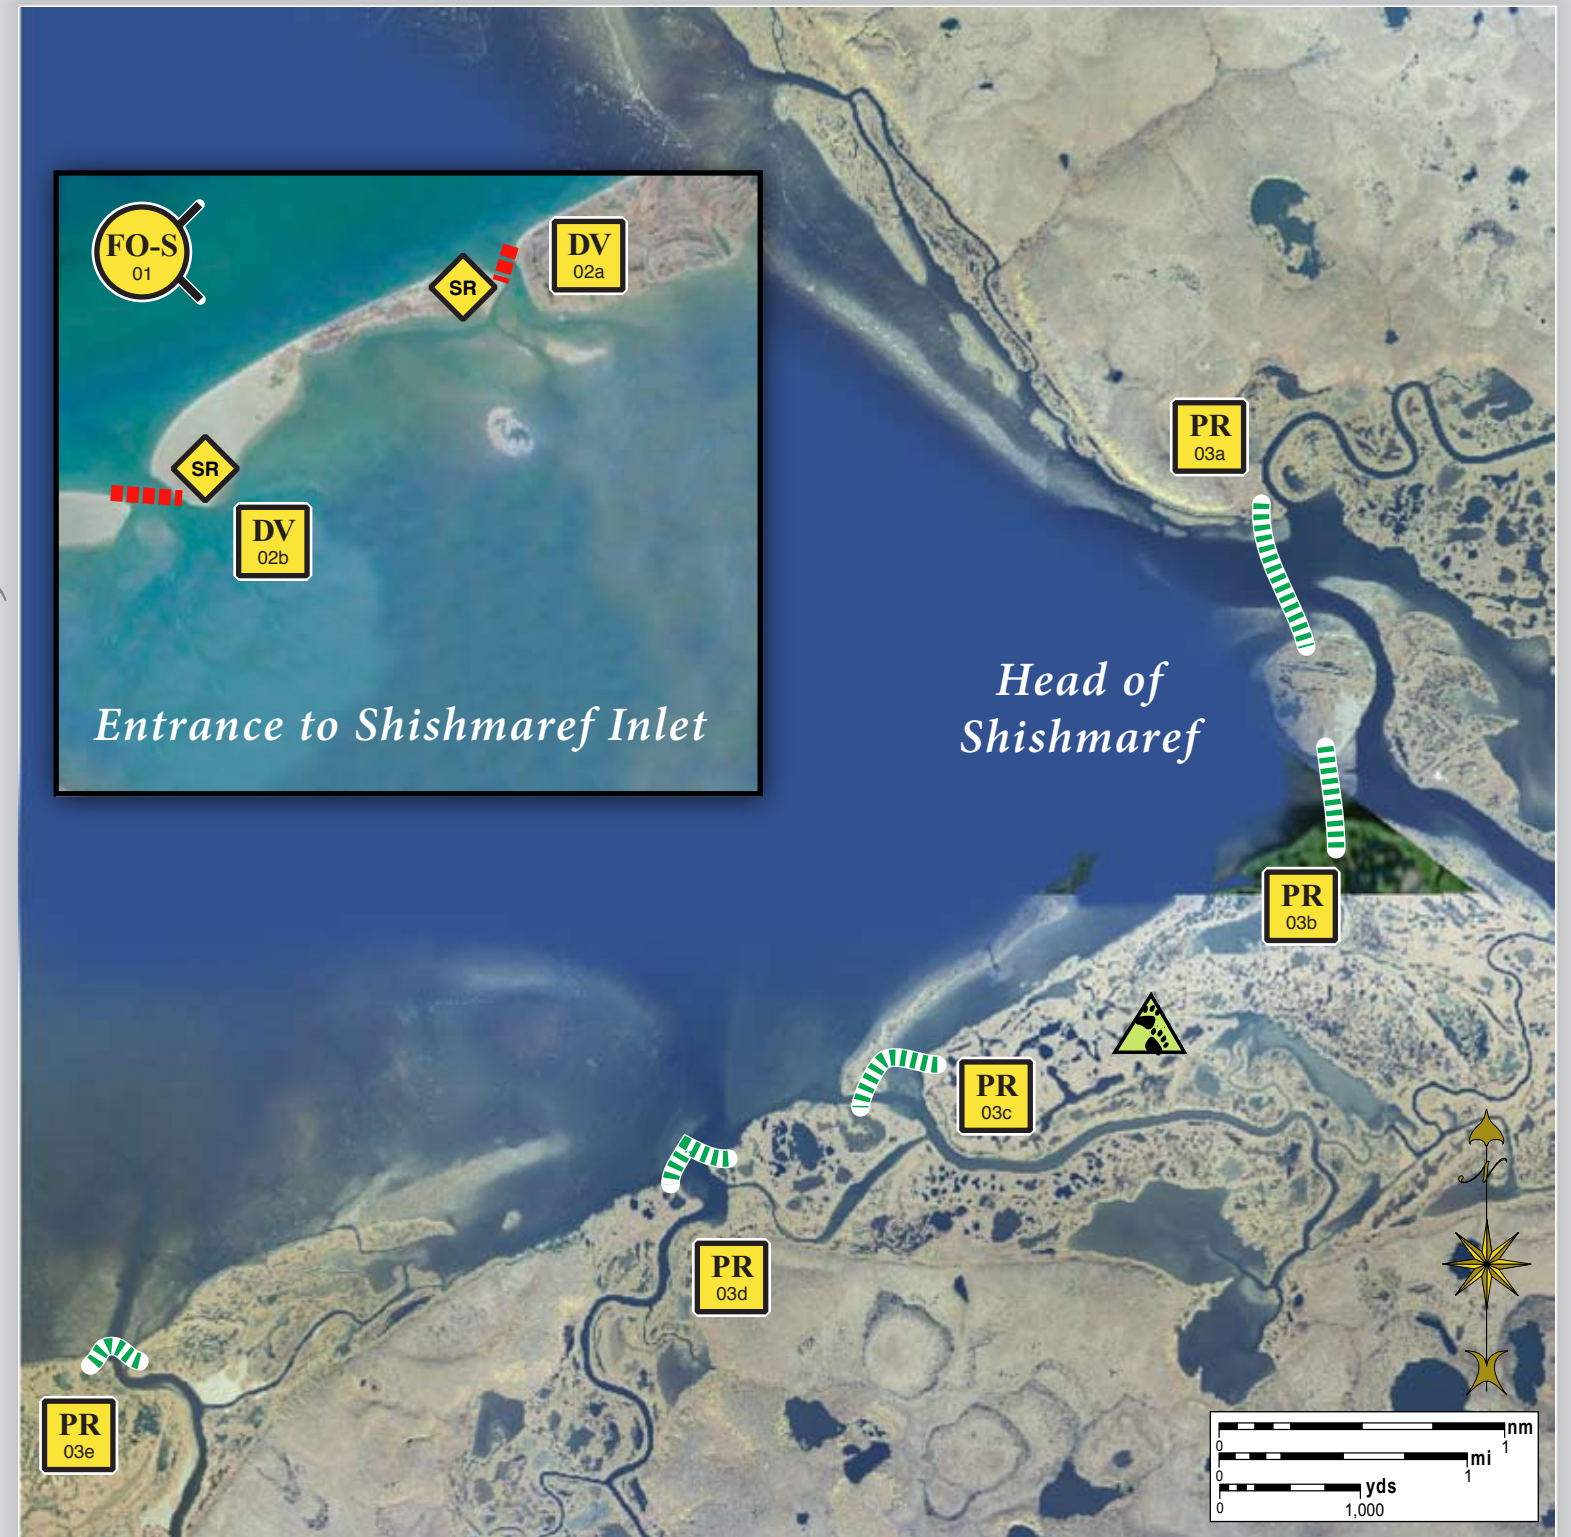 FO-S
01
SR
DV
02a
SR
DV
02b
Entrance to Shishmaref Inlet
PR
03a
Head of
Shishmaref
PR
03b
PR
03c
N
PR
03d
PR
03e
nm
0 1
mi
0 1
yds
0 1,000